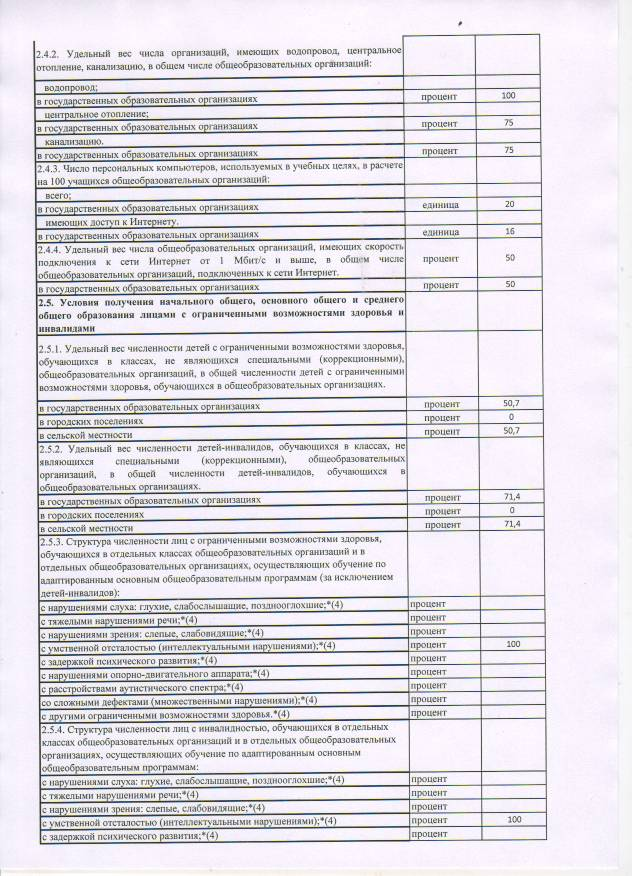 2.4.2. Удельный вес числа организаций, имеющих водопровод, центральное
отопление, канализацию, в общем числе общеобразовательных организаций:
водопровод;
в государственных образовательных организациях процент 100
центральное отопление;
в государственных образовательных организациях процент 75
канализацию.
в государственных образовательных организациях процент 75
2.4.3. Число персональных компьютеров, используемых в учебных целях, в расчете
на 100 учащихся общеобразовательных организаций:
всего;
в государственных образовательных организациях единица 20
имеющих доступ к Интернету.
в государственных образовательных организациях единица 16
2.4.4. Удельный вес числа общеобразовательных организаций, имеющих скорость
подключения к сети Интернет от 1 Мбит/с и выше, в общем числе процент 50
общеобразовательных организаций, подключенных к сети Интернет.
в государственных образовательных организациях процент 50
2.5. Условия получения начального общего, основного общего и среднего
общего образования лицами с ограниченными возможностями здоровья и
инвалидами
2.5.1. Удельный вес численности детей с ограниченными возможностями здоровья,
обучающихся в классах, не являющихся специальными (коррекционными),
общеобразовательных организаций, в общей численности детей с ограниченными
возможностями здоровья, обучающихся в общеобразовательных организациях.
в государственных образовательных организациях процент 50,7
в городских поселениях процент 0
в сельской местности процент 50,7
2.5.2. Удельный вес численности детей-инвалидов, обучающихся в классах, не
являющихся специальными (коррекционными), общеобразовательных
организаций, в общей численности детей-инвалидов, обучающихся в
общеобразовательных организациях.
в государственных образовательных организациях процент 71,4
в городских поселениях процент 0
в сельской местности процент 71,4
2.5.3. Структура численности лиц с ограниченными возможностями здоровья,
обучающихся в отдельных классах общеобразовательных организаций и в
отдельных общеобразовательных организациях, осуществляющих обучение по
адаптированным основным общеобразовательным программам (за исключением
детей-инвалидов):
с нарушениями слуха: глухие, слабослышащие, позднооглохшие;*(4) процент
с тяжелыми нарушениями речи;*(4) процент
с нарушениями зрения: слепые, слабовидящие;*(4) процент
с умственной отсталостью (интеллектуальными нарушениями);*(4) процент 100
с задержкой психического развития;*(4) процент
с нарушениями опорно-двигательного аппарата;*(4) процент
с расстройствами аутистического спектра;*(4) процент
со сложными дефектами (множественными нарушениями);*(4) процент
с другими ограниченными возможностями здоровья.*(4) процент
2.5.4. Структура численности лиц с инвалидностью, обучающихся в отдельных
классах общеобразовательных организаций и в отдельных общеобразовательных
организациях, осуществляющих обучение по адаптированным основным
общеобразовательным программам:
с нарушениями слуха: глухие, слабослышащие, позднооглохшие;*(4) процент
с тяжелыми нарушениями речи;*(4) процент
с нарушениями зрения: слепые, слабовидящие;*(4) процент
с умственной отсталостью (интеллектуальными нарушениями);*(4) процент 100
с задержкой психического развития;*(4) процент